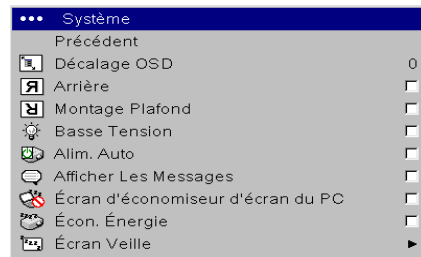 ••• Système
Précédent
Décalage OSD 0
Arrière
Montage Plafond
Basse Tension
Alim. Auto
Afficher Les Messages
Écran d'économiseur d'écran du PC
Écon. Énergie
Écran Veille